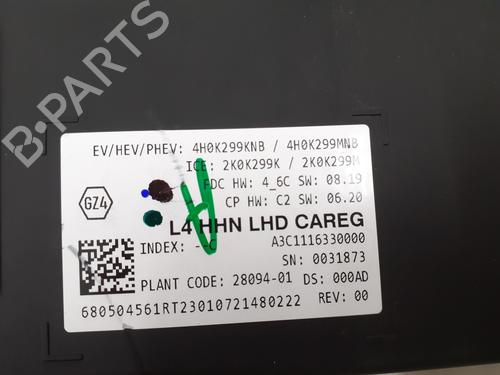 B-PARTS
EV/HEV/PHEV: 4H0K299KNB / 4H0K299MNB
ICE: 2K0K299K / 2K0K299M
FDC HW: 4_6C SW: 08.19
CP HW: C2 SW: 06.20
GZ4
L4 HHN LHD CAREG
INDEX: - C
A3C1116330000
SN: 0031873
PLANT CODE: 28094-01 DS: 000AD
680504561RT23010721480222 REV: 00